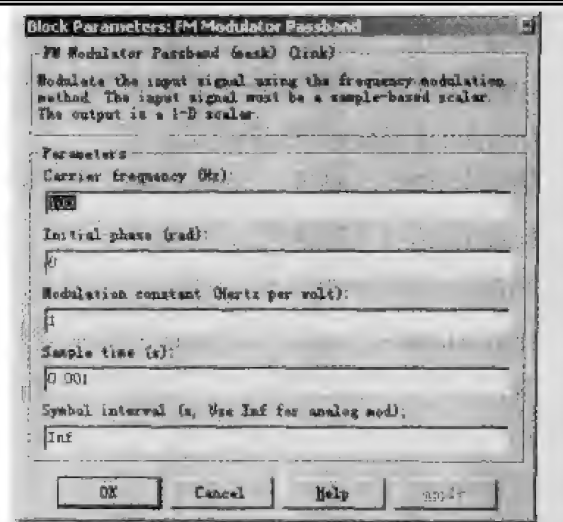 Block Parameters: FM Modulator Passband
FM Modulator Passband (mask) (link)
Modulate the input signal using the frequency modulation
method. The input signal must be a sample-based scalar.
The output is a 1-D scalar.
Parameters
Carrier frequency (Hz):
Initial phase (rad):
0
Modulation constant (Hertz per volt):
1
Sample time (s):
0.001
Symbol interval (s, Use Inf for analog mod):
Inf
OK
Cancel
Help
Apply